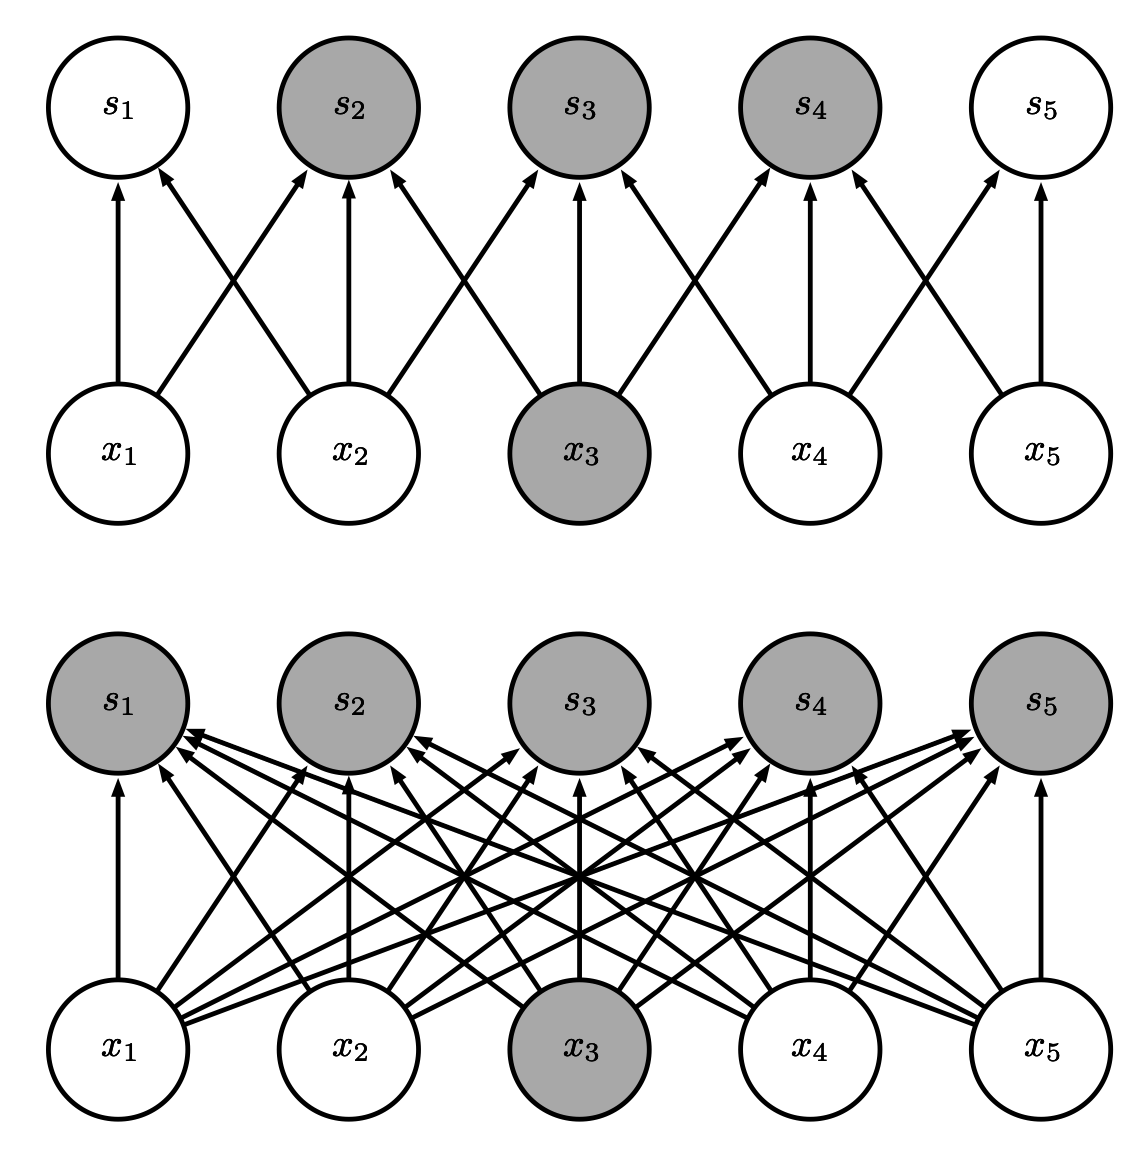 s₁ s₂ s₃ s₄ s₅
x₁ x₂ x₃ x₄ x₅
s₁ s₂ s₃ s₄ s₅
x₁ x₂ x₃ x₄ x₅